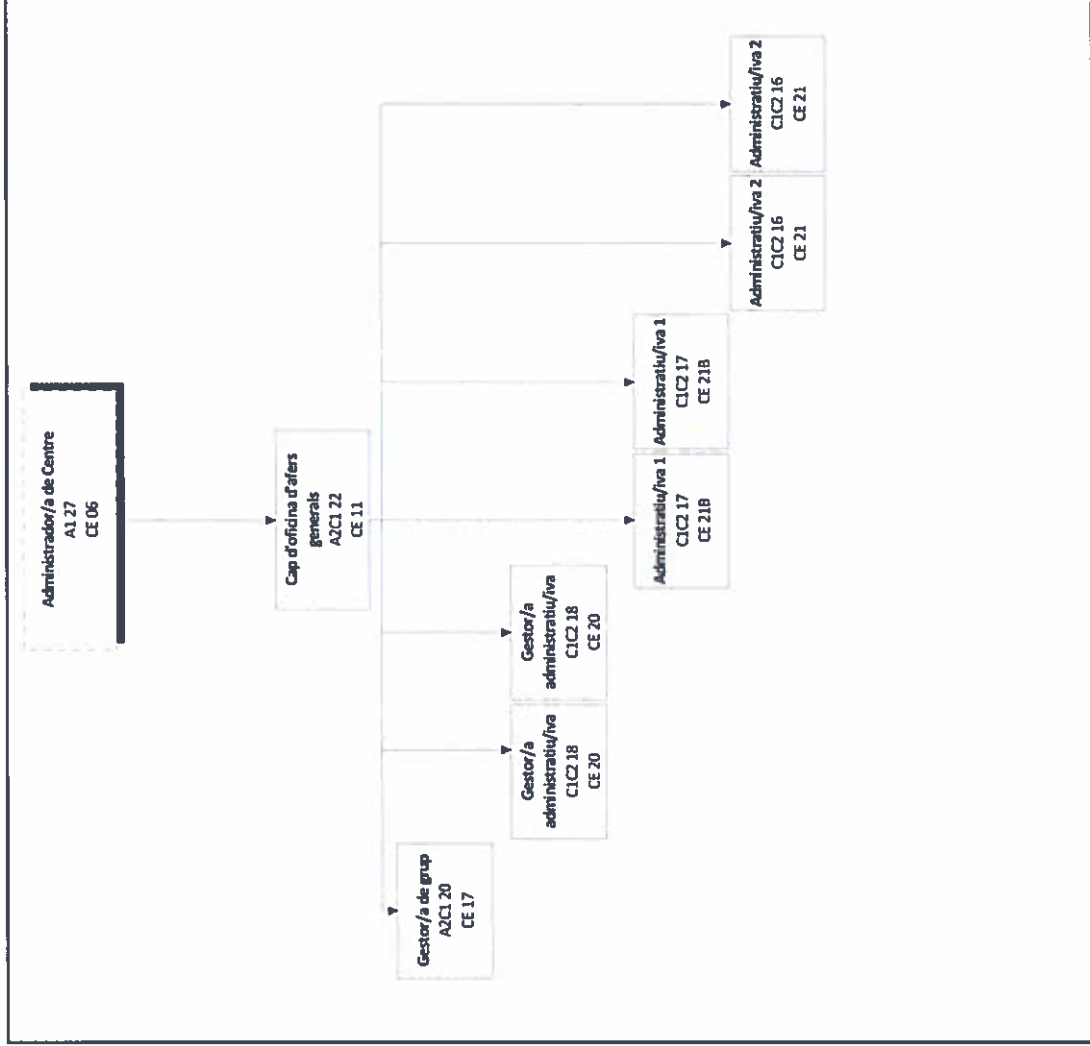 Administrador/a de Centre
A1 27
CE 06
Cap d'oficina d'afers
generals
A2C1 22
CE 11
Gestor/a de grup
A2C1 20
CE 17
Gestor/a
administratiu/iva
C1C2 18
CE 20
Gestor/a
administratiu/iva
C1C2 18
CE 20
Administratiu/iva 1
C1C2 17
CE 21B
Administratiu/iva 1
C1C2 17
CE 21B
Administratiu/iva 2
C1C2 16
CE 21
Administratiu/iva 2
C1C2 16
CE 21